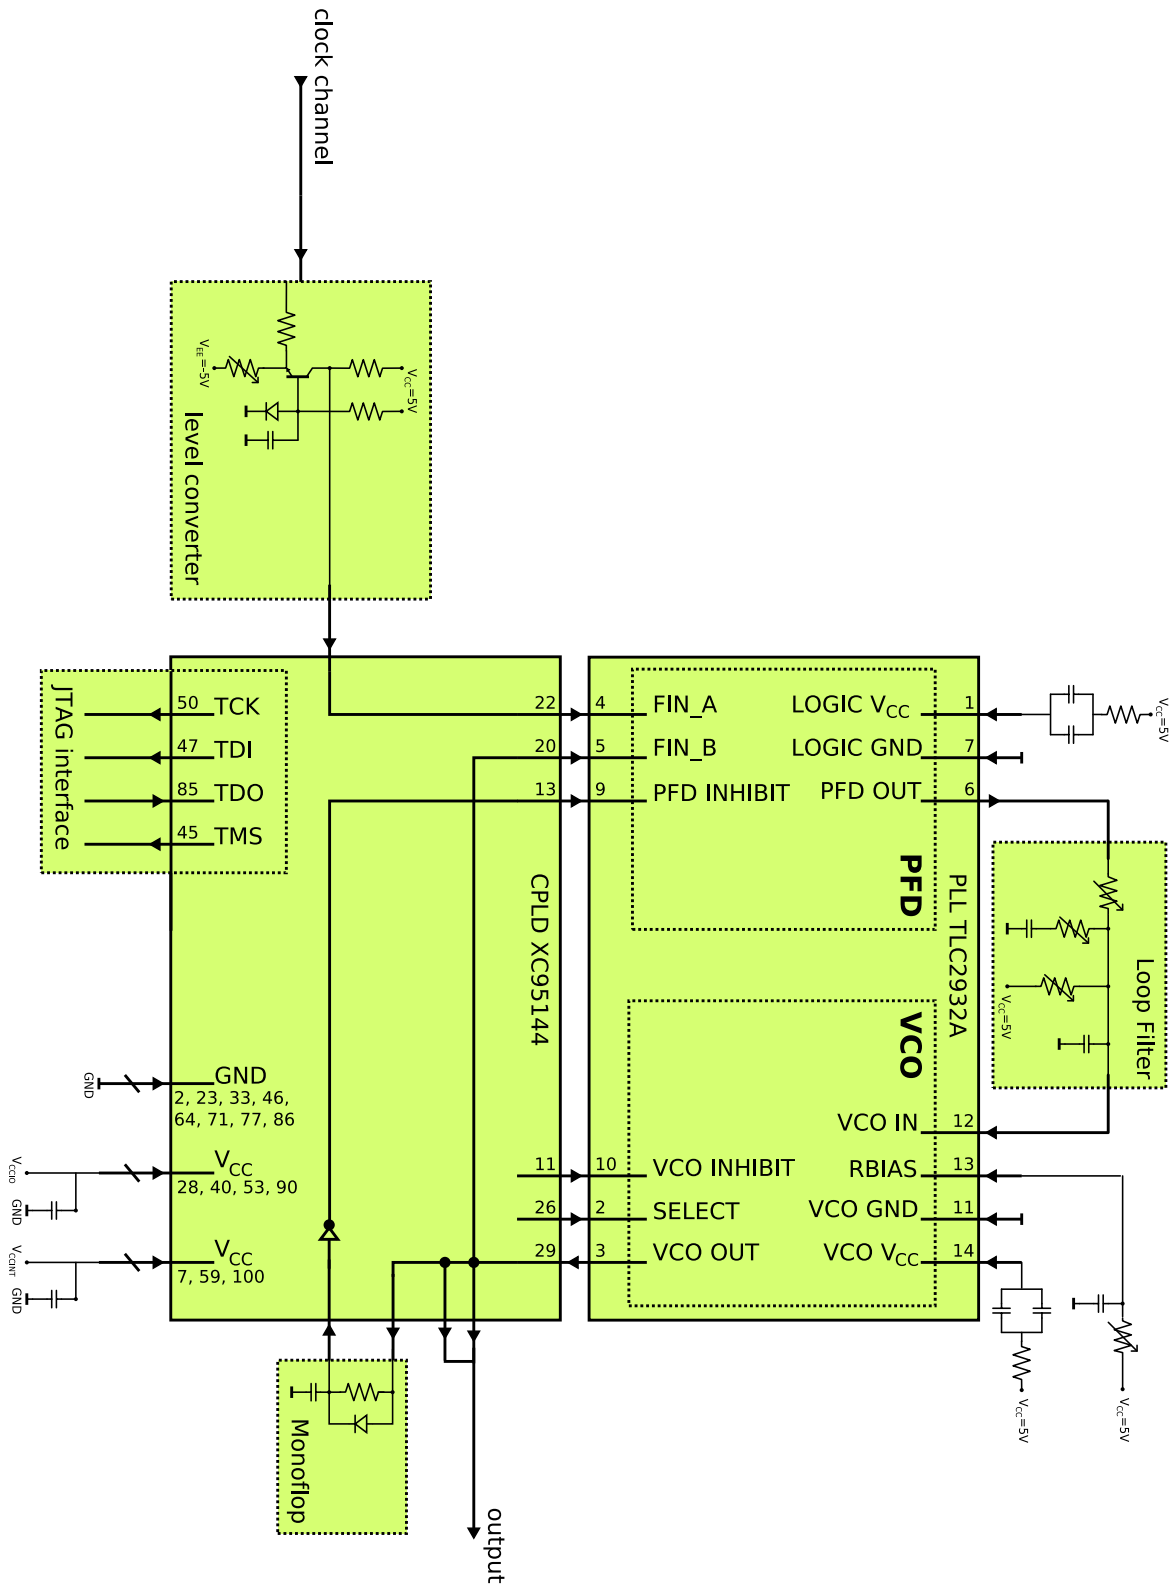 clock channel
V_EE=-5V
V_CC=5V
level converter
JTAG interface
50 TCK
47 TDI
85 TDO
45 TMS
22
20
13
CPLD XC95144
GND
GND
2, 23, 33, 46,
64, 71, 77, 86
V_CCIO
GND
V_CC
28, 40, 53, 90
V_CCINT
GND
V_CC
7, 59, 100
11
26
29
4 FIN_A
5 FIN_B
9 PFD INHIBIT
LOGIC V_CC 1
LOGIC GND 7
PFD OUT 6
PFD
PLL TLC2932A
V_CC=5V
Loop Filter
V_CC=5V
VCO
VCO IN 12
10 VCO INHIBIT
RBIAS 13
2 SELECT
VCO GND 11
3 VCO OUT
VCO V_CC 14
V_CC=5V
V_CC=5V
Monoflop
output